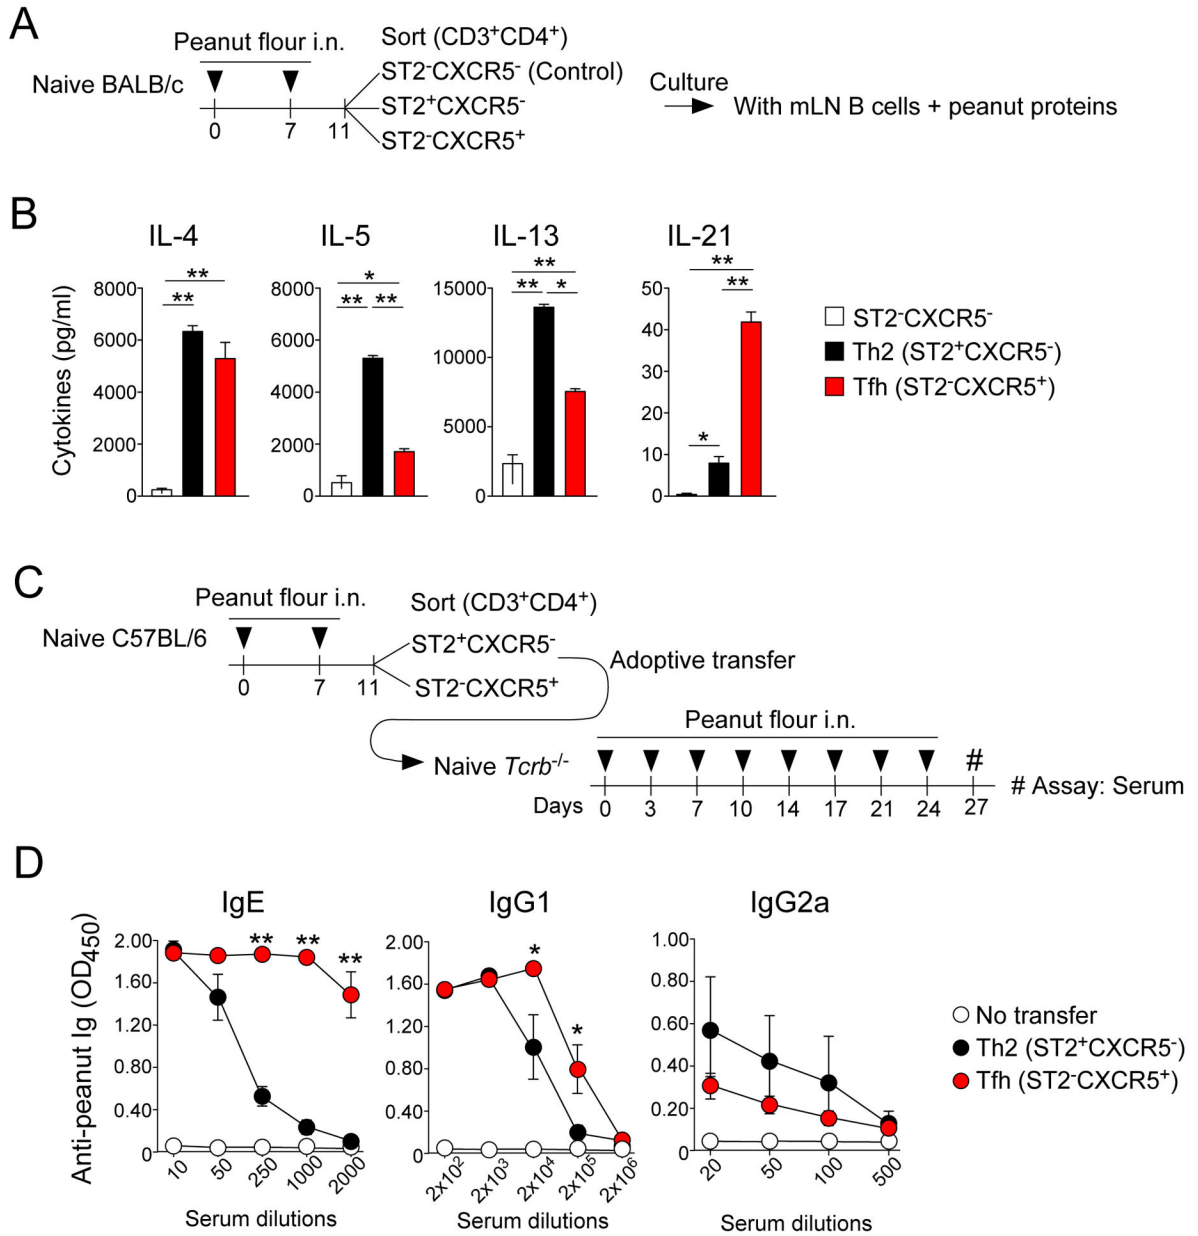 A
Peanut flour i.n.
Sort (CD3⁺CD4⁺)
Naive BALB/c
ST2⁻CXCR5⁻ (Control)
ST2⁺CXCR5⁻
ST2⁻CXCR5⁺
0 7 11
Culture
With mLN B cells + peanut proteins
B
IL-4 IL-5 IL-13 IL-21
Cytokines (pg/ml)
8000
6000
4000
2000
0
** **
8000
6000
4000
2000
0
* ** **
15000
10000
5000
0
** ** *
50
40
30
20
10
0
** ** *
ST2⁻CXCR5⁻
Th2 (ST2⁺CXCR5⁻)
Tfh (ST2⁻CXCR5⁺)
C
Peanut flour i.n.
Sort (CD3⁺CD4⁺)
Naive C57BL/6
ST2⁺CXCR5⁻
ST2⁻CXCR5⁺
0 7 11
Adoptive transfer
Peanut flour i.n.
Naive Tcrb⁻/⁻
#
Days 0 3 7 10 14 17 21 24 27
# Assay: Serum
D
IgE IgG1 IgG2a
Anti-peanut Ig (OD₄₅₀)
2.00
1.60
1.20
0.80
0.40
0
** ** **
10 50 250 1000 2000
Serum dilutions
2.00
1.60
1.20
0.80
0.40
0
* *
2x10² 2x10³ 2x10⁴ 2x10⁵ 2x10⁶
Serum dilutions
1.00
0.80
0.60
0.40
0.20
0
20 50 100 500
Serum dilutions
No transfer
Th2 (ST2⁺CXCR5⁻)
Tfh (ST2⁻CXCR5⁺)